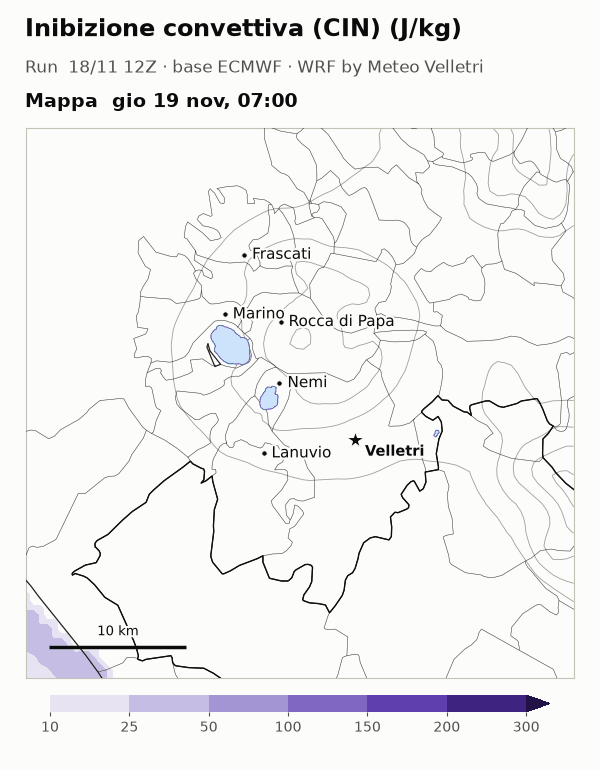 Inibizione convettiva (CIN) (J/kg)
Run  18/11 12Z · base ECMWF · WRF by Meteo Velletri
Mappa  gio 19 nov, 07:00
Frascati
Marino
Rocca di Papa
Nemi
Velletri
Lanuvio
10 km
10 25 50 100 150 200 300